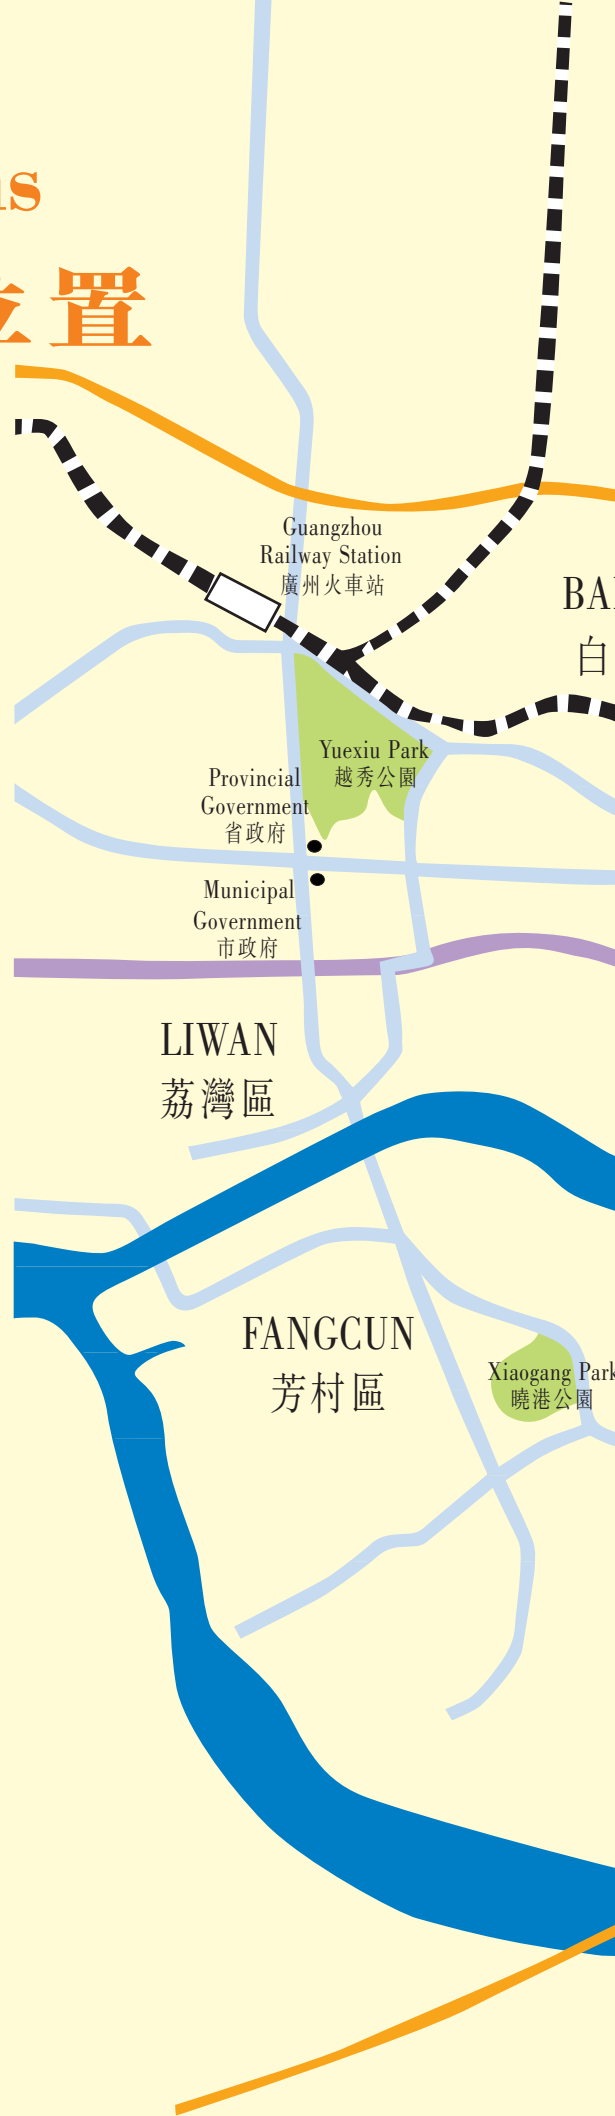 置
Guangzhou
Railway Station
廣州火車站
白
Yuexiu Park
越秀公園
Provincial
Government
省政府
Municipal
Government
市政府
LIWAN
荔灣區
FANGCUN
芳村區
Xiaogang Park
曉港公園